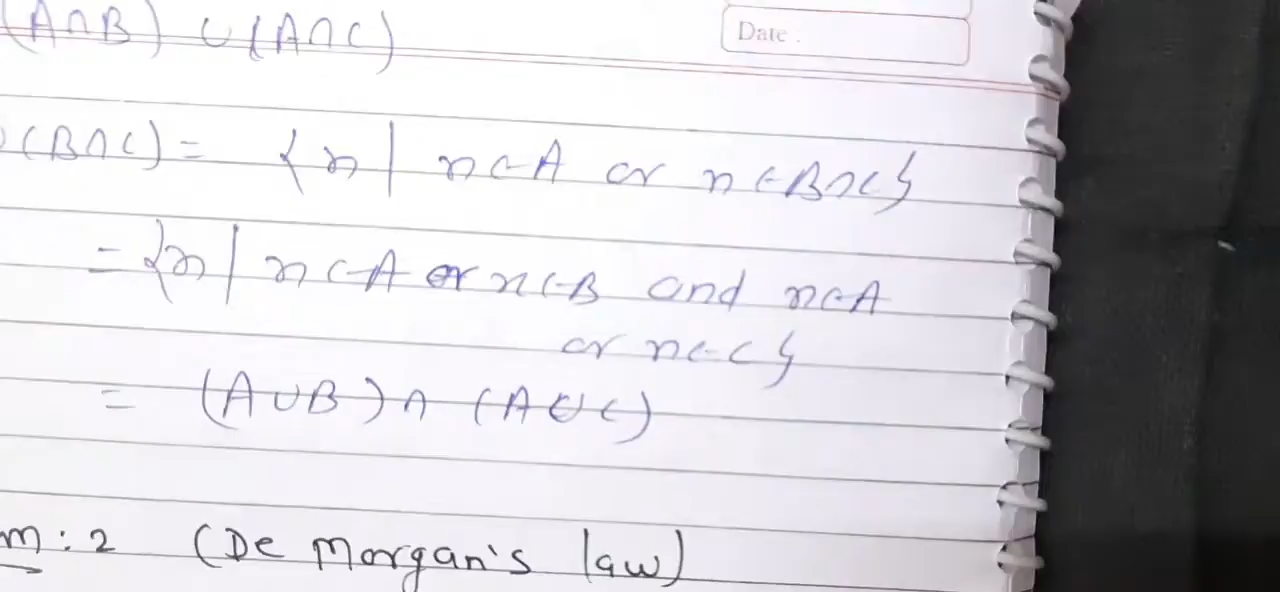 (A∩B) ∪ (A∩C)
Date .
(B∩C) = {x | x∈A or x∈B∩C}
= {x | x∈A or x∈B and x∈A
or x∈C}
= (A∪B) ∩ (A∪C)
m : 2 (De Morgan's law)